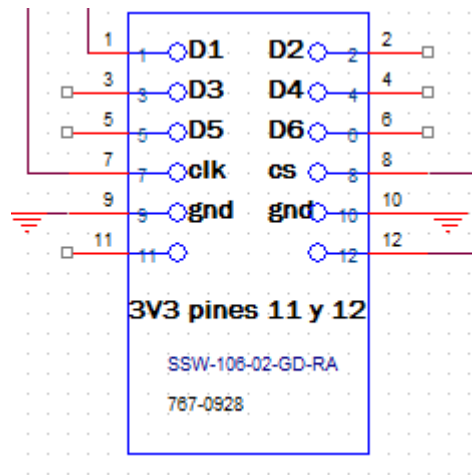 1 1 D1 D2 2 2
3 3 D3 D4 4 4
5 5 D5 D6 6 6
7 7 clk cs 8 8
9 9 gnd gnd 10 10
11 11 12 12
3V3 pines 11 y 12
SSW-106-02-GD-RA
767-0928